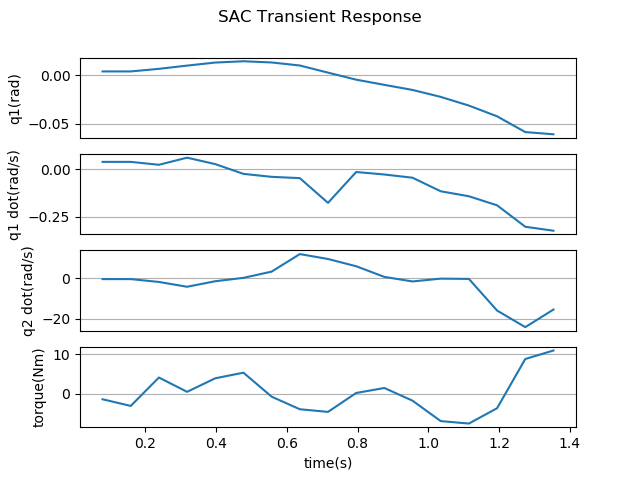 SAC Transient Response
0.00
−0.05
q1(rad)
0.00
−0.25
q1 dot(rad/s)
0
−20
q2 dot(rad/s)
10
0
torque(Nm)
0.2 0.4 0.6 0.8 1.0 1.2 1.4
time(s)